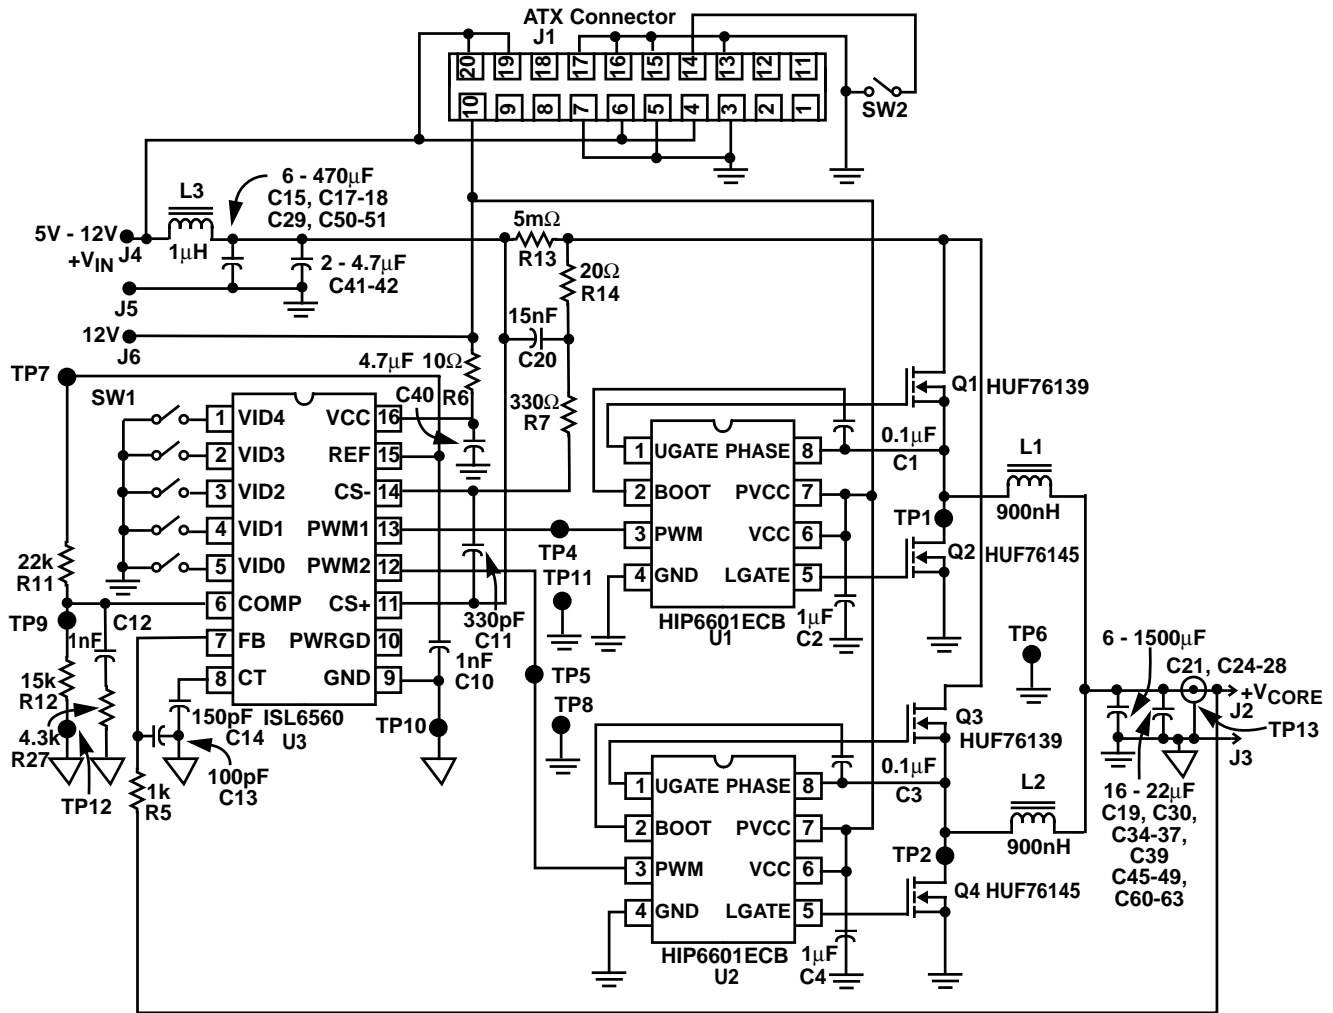 ATX Connector
J1
20 19 18 17 16 15 14 13 12 11
10 9 8 7 6 5 4 3 2 1
SW2
L3
1μH
6 - 470μF
C15, C17-18
C29, C50-51
5V - 12V
+VIN
J4
2 - 4.7μF
C41-42
J5
12V
J6
5mΩ
R13
20Ω
R14
15nF
C20
330Ω
R7
4.7μF
C40
10Ω
R6
TP7
SW1
1 VID4
2 VID3
3 VID2
4 VID1
5 VID0
6 COMP
7 FB
8 CT
VCC 16
REF 15
CS- 14
PWM1 13
PWM2 12
CS+ 11
PWRGD 10
GND 9
ISL6560
U3
22k
R11
TP9
1nF
C12
15k
R12
4.3k
R27
TP12
150pF
C14
100pF
C13
1k
R5
330pF
C11
1nF
C10
TP10
TP4
TP11
TP5
TP8
1 UGATE
2 BOOT
3 PWM
4 GND
PHASE 8
PVCC 7
VCC 6
LGATE 5
HIP6601ECB
U1
0.1μF
C1
1μF
C2
Q1
HUF76139
TP1
Q2
HUF76145
L1
900nH
TP6
1 UGATE
2 BOOT
3 PWM
4 GND
PHASE 8
PVCC 7
VCC 6
LGATE 5
HIP6601ECB
U2
0.1μF
C3
1μF
C4
Q3
HUF76139
TP2
Q4 HUF76145
L2
900nH
6 - 1500μF
C21, C24-28
+VCORE
J2
TP13
J3
16 - 22μF
C19, C30,
C34-37,
C39
C45-49,
C60-63